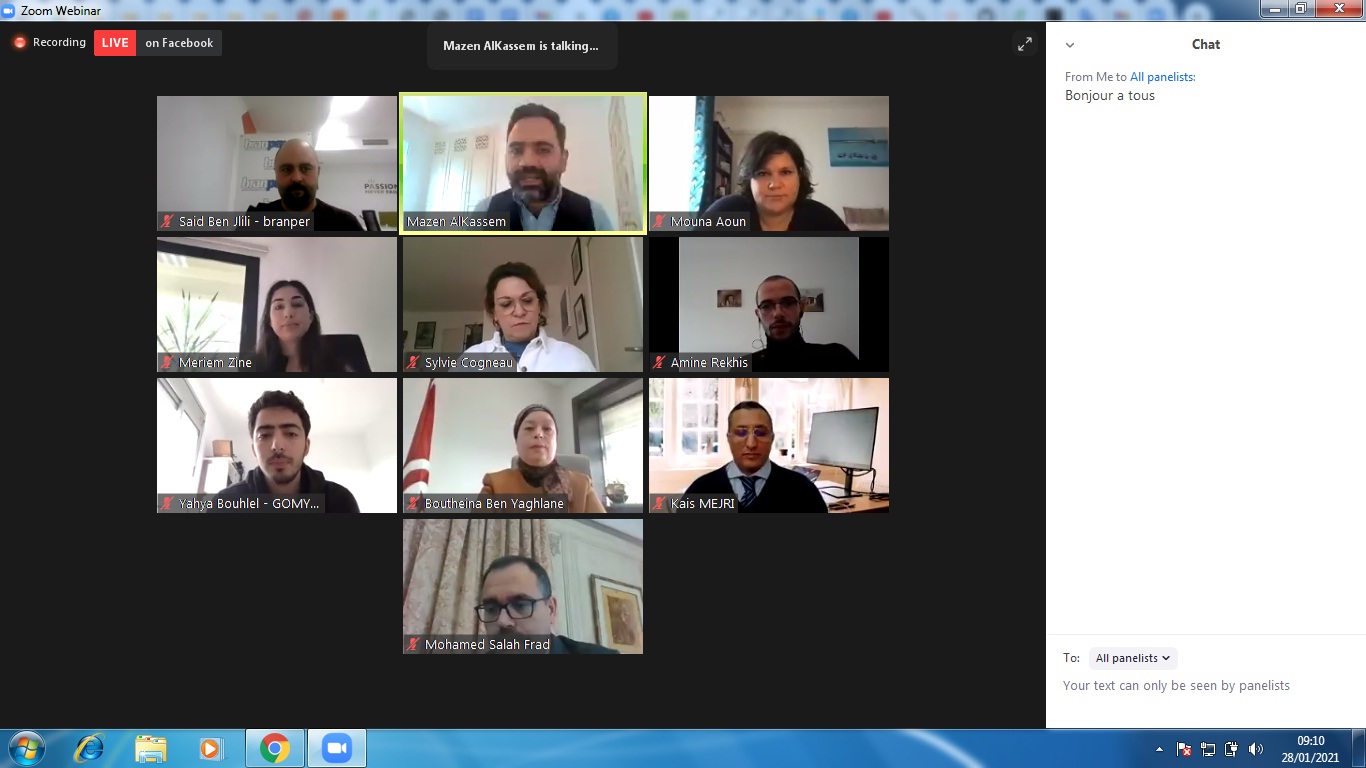 Zoom Webinar
Recording
LIVE on Facebook
Mazen AlKassem is talking...
Said Ben Jlili - branper
Mazen AlKassem
Mouna Aoun
Meriem Zine
Sylvie Cogneau
Amine Rekhis
Yahya Bouhlel - GOMY...
Boutheina Ben Yaghlane
Kais MEJRI
Mohamed Salah Frad
Chat
From Me to All panelists:
Bonjour a tous
To: All panelists
Your text can only be seen by panelists
09:10
28/01/2021